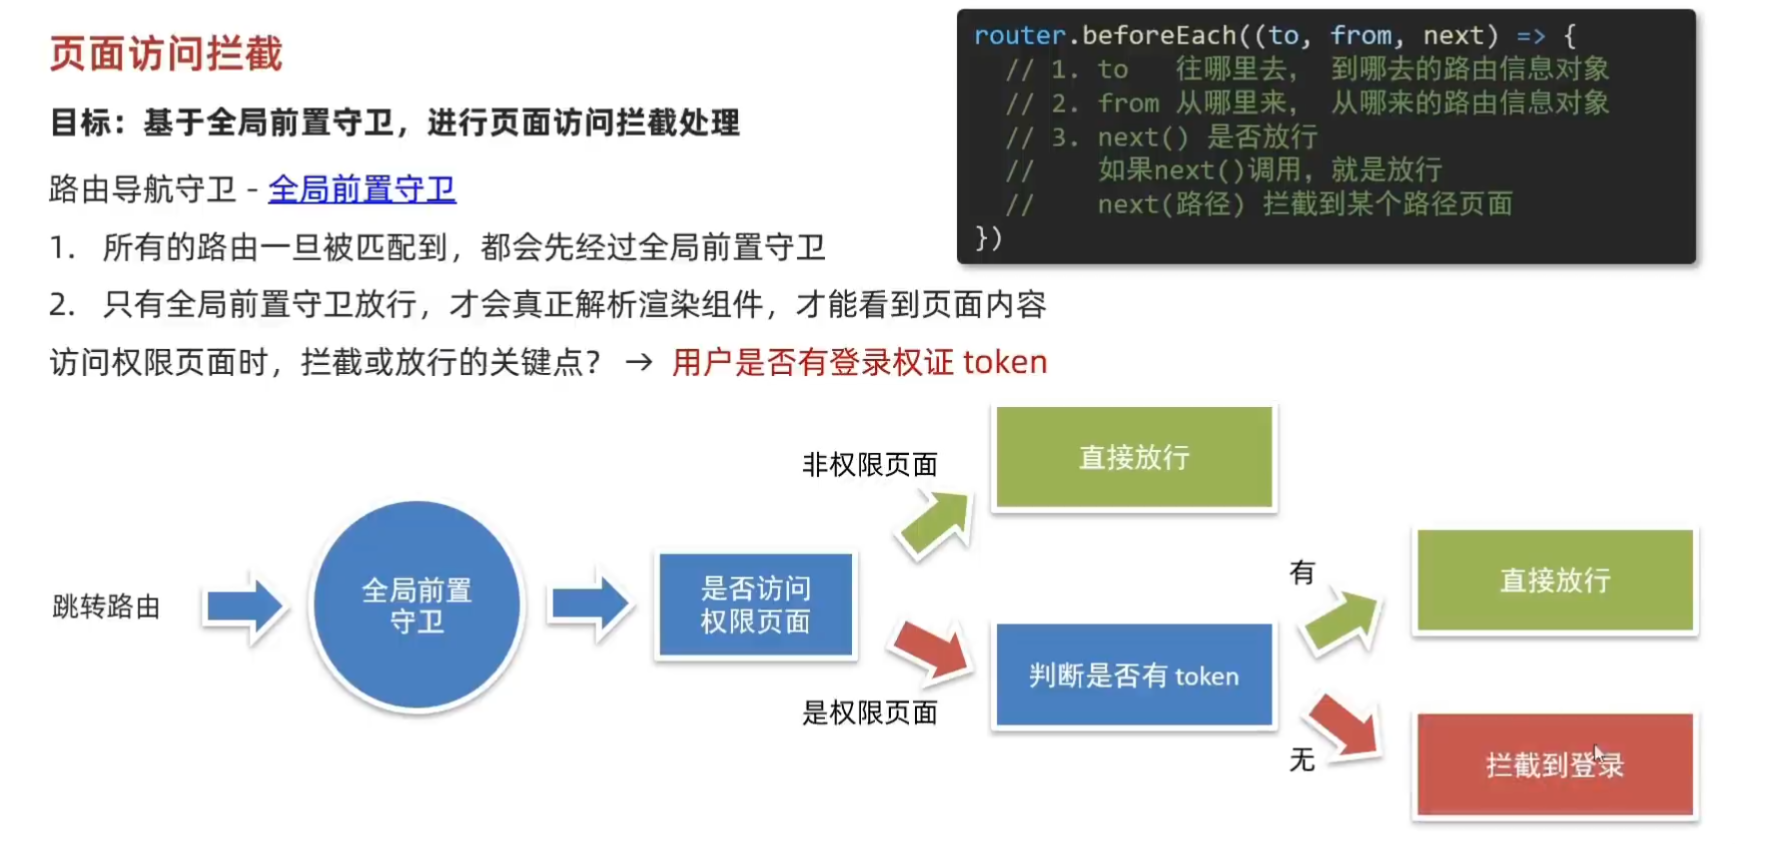 页面访问拦截
目标：基于全局前置守卫，进行页面访问拦截处理
路由导航守卫 - 全局前置守卫
1. 所有的路由一旦被匹配到，都会先经过全局前置守卫
2. 只有全局前置守卫放行，才会真正解析渲染组件，才能看到页面内容
访问权限页面时，拦截或放行的关键点？ → 用户是否有登录权证 token
router.beforeEach((to, from, next) => {
// 1. to 往哪里去， 到哪去的路由信息对象
// 2. from 从哪里来， 从哪来的路由信息对象
// 3. next() 是否放行
// 如果next()调用，就是放行
// next(路径) 拦截到某个路径页面
})
跳转路由
全局前置
守卫
是否访问
权限页面
非权限页面
直接放行
是权限页面
判断是否有 token
有
直接放行
无
拦截到登录